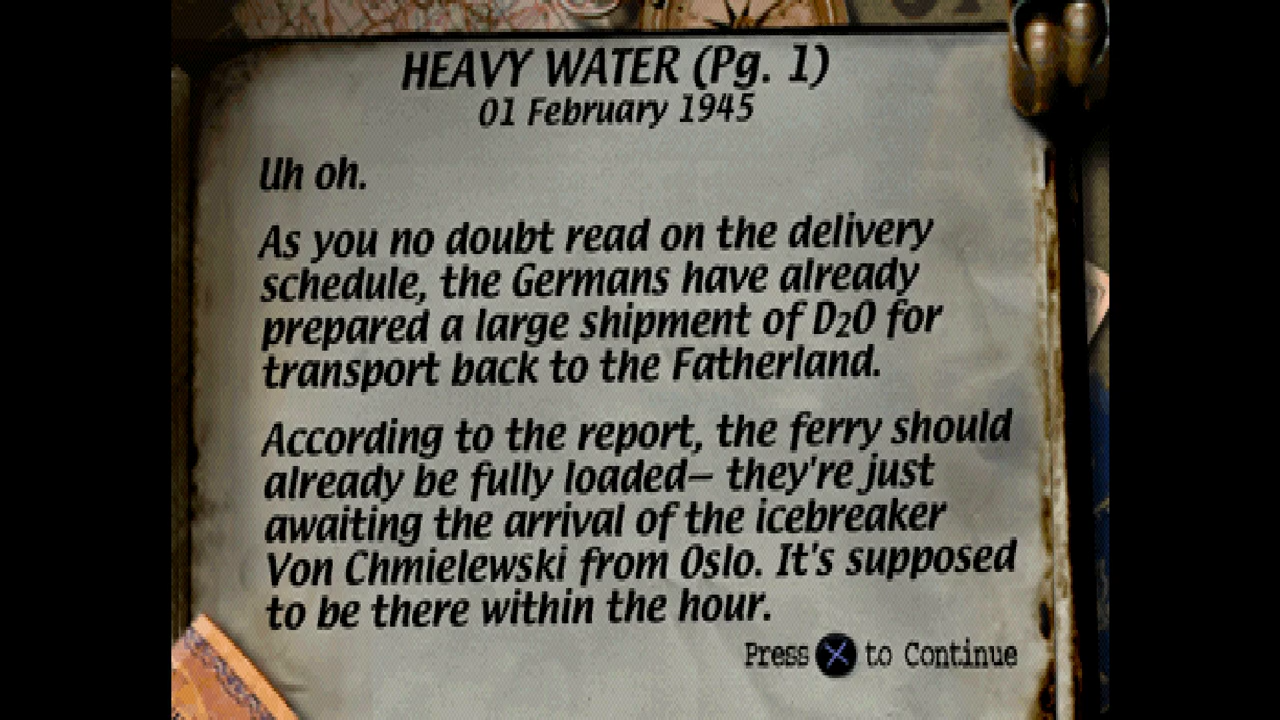 HEAVY WATER (Pg. 1)
01 February 1945
Uh oh.
As you no doubt read on the delivery
schedule, the Germans have already
prepared a large shipment of D₂O for
transport back to the Fatherland.
According to the report, the ferry should
already be fully loaded— they're just
awaiting the arrival of the icebreaker
Von Chmielewski from Oslo. It's supposed
to be there within the hour.
Press X to Continue